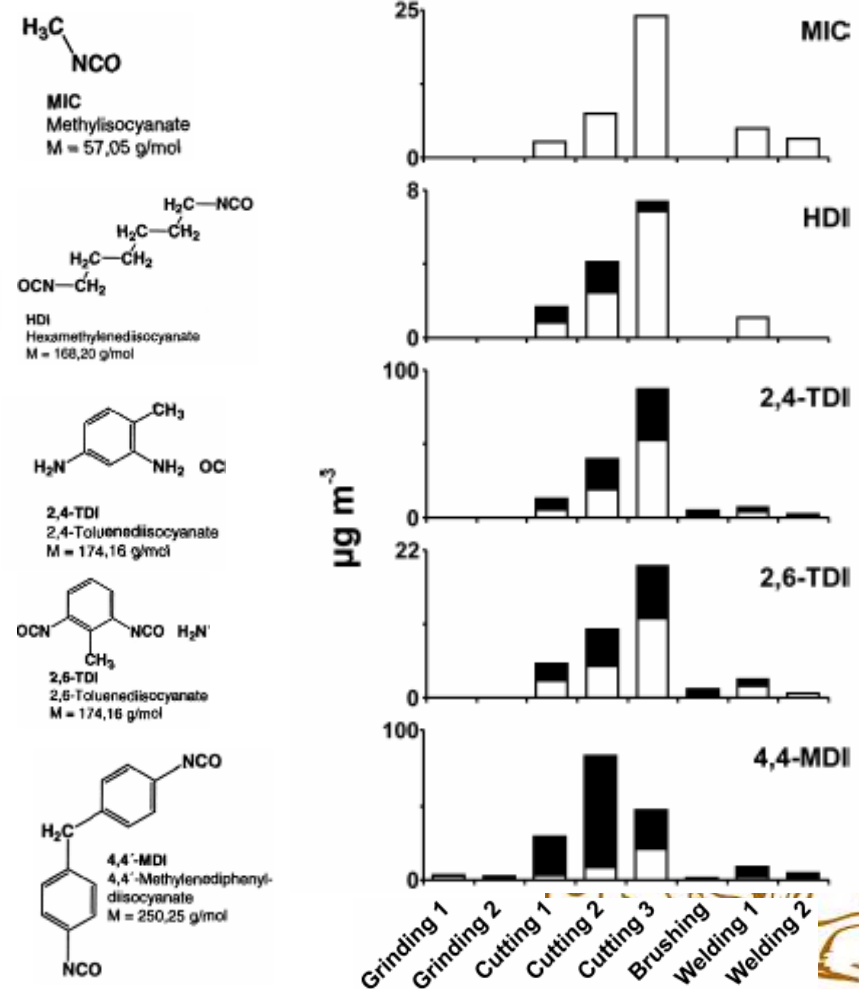 H₃C
NCO
MIC
Methylisocyanate
M = 57,05 g/mol
H₂C—NCO
H₂C—CH₂
H₂C—CH₂
OCN—CH₂
HDI
Hexamethylenediisocyanate
M = 168,20 g/mol
CH₃
H₂N NH₂ OC
2,4-TDI
2,4-Toluenediisocyanate
M = 174,16 g/mol
OCN NCO H₂N
CH₃
2,6-TDI
2,6-Toluenediisocyanate
M = 174,16 g/mol
NCO
H₂C
4,4´-MDI
4,4´-Methylenediphenyl-
diisocyanate
M = 250,25 g/mol
NCO
µg m⁻³
25
MIC
0
8
HDI
0
100
2,4-TDI
0
22
2,6-TDI
0
100
4,4-MDI
0
Grinding 1
Grinding 2
Cutting 1
Cutting 2
Cutting 3
Brushing
Welding 1
Welding 2